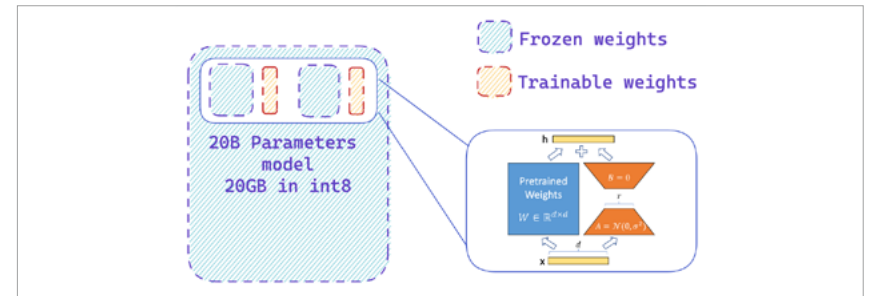 Frozen weights
Trainable weights
20B Parameters
model
20GB in int8
h
Pretrained
Weights
W ∈ ℝ^{d×d}
B = 0
r
A = 𝒩(0, σ²)
d
x